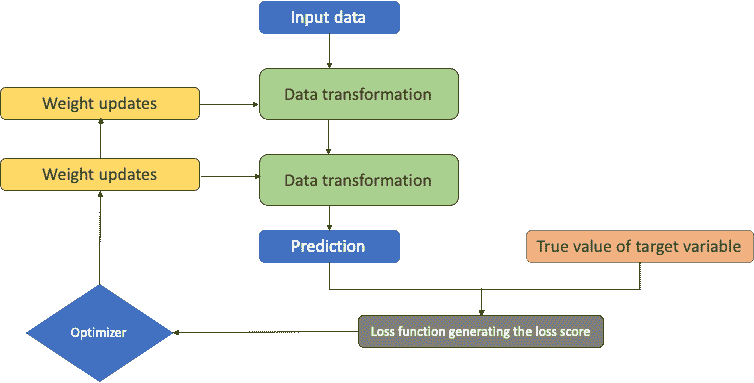 Input data
Weight updates
Data transformation
Weight updates
Data transformation
Prediction
True value of target variable
Optimizer
Loss function generating the loss score